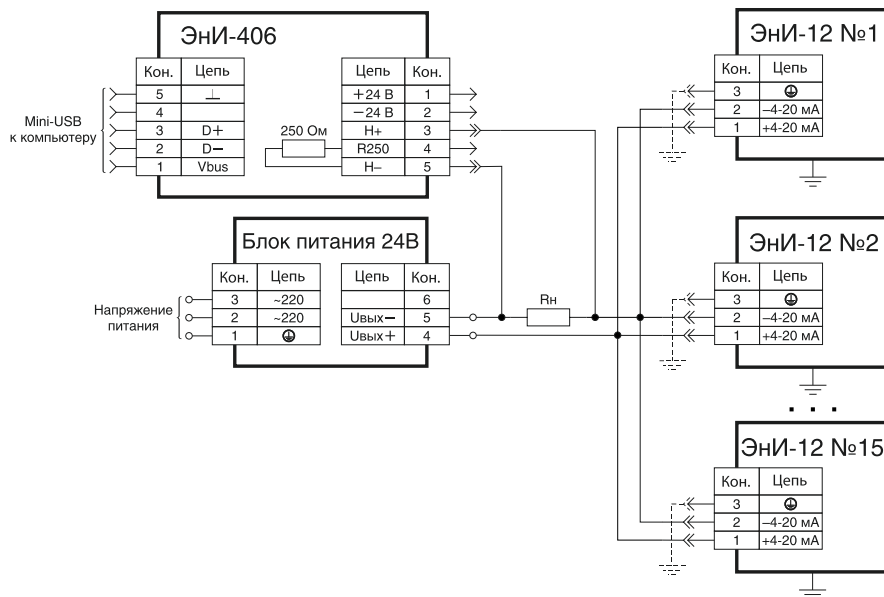 ЭнИ-406
Кон. Цепь
5 ⊥
4
3 D+
2 D–
1 Vbus
Mini-USB
к компьютеру
250 Ом
Цепь Кон.
+24 В 1
–24 В 2
H+ 3
R250 4
H– 5
Блок питания 24В
Кон. Цепь
3 ~220
2 ~220
1
Напряжение
питания
Цепь Кон.
6
Uвых– 5
Uвых+ 4
Rн
ЭнИ-12 №1
Кон. Цепь
3
2 –4-20 мА
1 +4-20 мА
ЭнИ-12 №2
Кон. Цепь
3
2 –4-20 мА
1 +4-20 мА
. . .
ЭнИ-12 №15
Кон. Цепь
3
2 –4-20 мА
1 +4-20 мА